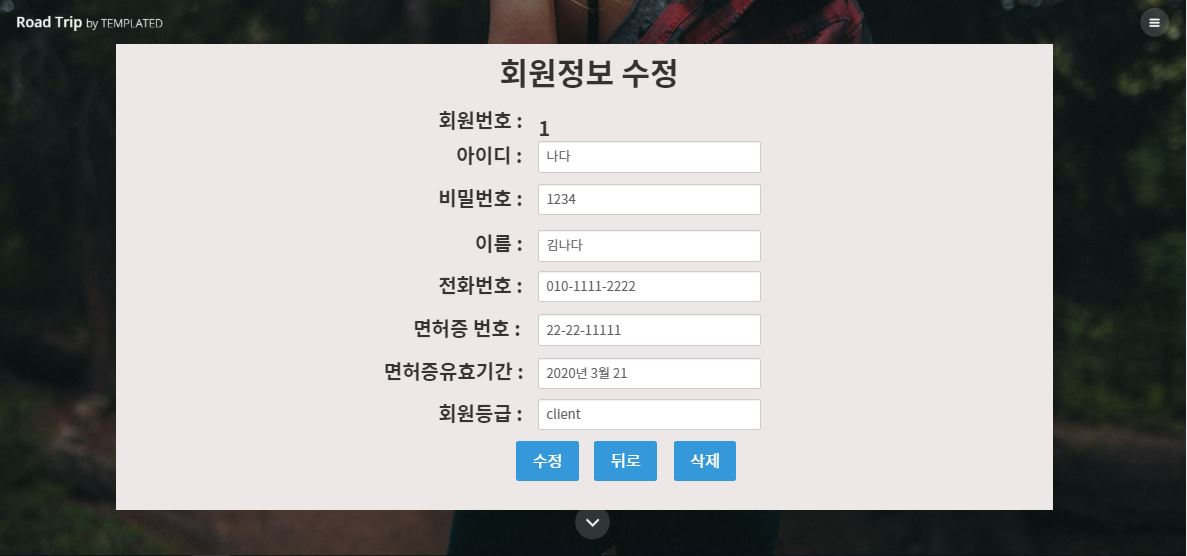 Road Trip by TEMPLATED
회원정보 수정
회원번호 : 1
아이디 : 나다
비밀번호 : 1234
이름 : 김나다
전화번호 : 010-1111-2222
면허증 번호 : 22-22-11111
면허증유효기간 : 2020년 3월 21
회원등급 : client
수정 뒤로 삭제